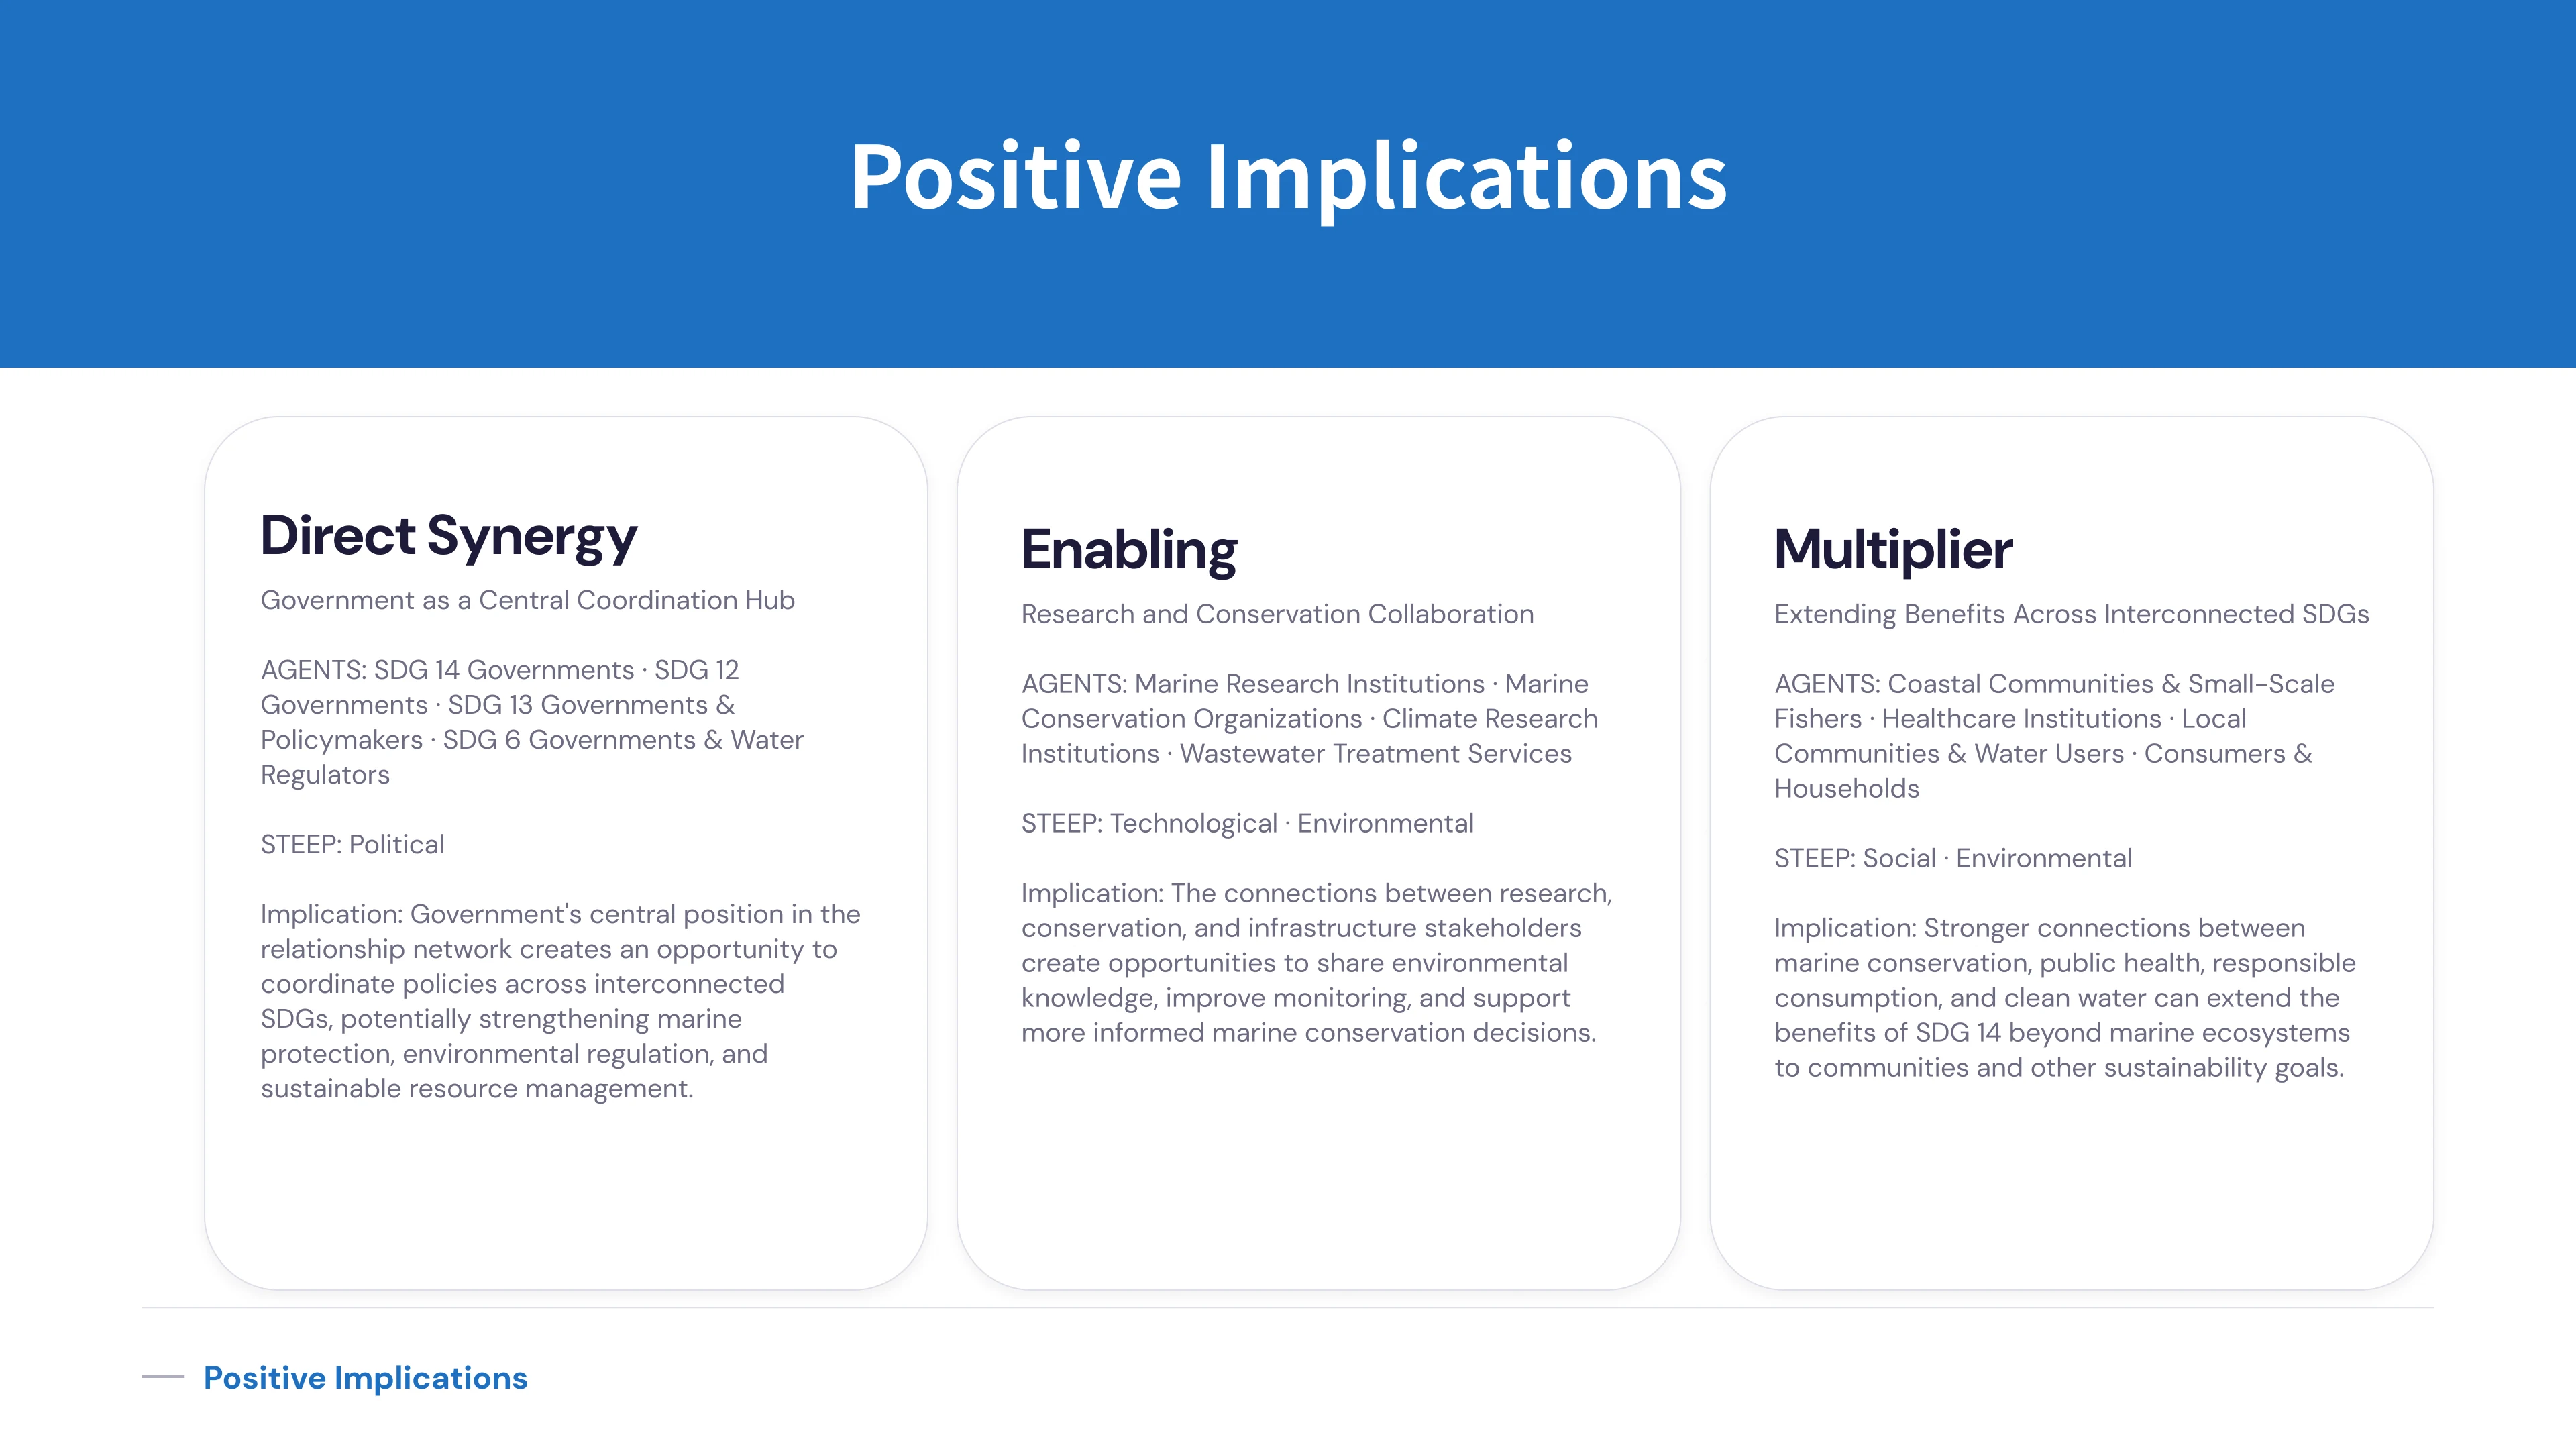 Positive Implications
Direct Synergy
Government as a Central Coordination Hub
AGENTS: SDG 14 Governments · SDG 12
Governments · SDG 13 Governments &
Policymakers · SDG 6 Governments & Water
Regulators
STEEP: Political
Implication: Government's central position in the
relationship network creates an opportunity to
coordinate policies across interconnected
SDGs, potentially strengthening marine
protection, environmental regulation, and
sustainable resource management.
Enabling
Research and Conservation Collaboration
AGENTS: Marine Research Institutions · Marine
Conservation Organizations · Climate Research
Institutions · Wastewater Treatment Services
STEEP: Technological · Environmental
Implication: The connections between research,
conservation, and infrastructure stakeholders
create opportunities to share environmental
knowledge, improve monitoring, and support
more informed marine conservation decisions.
Multiplier
Extending Benefits Across Interconnected SDGs
AGENTS: Coastal Communities & Small-Scale
Fishers · Healthcare Institutions · Local
Communities & Water Users · Consumers &
Households
STEEP: Social · Environmental
Implication: Stronger connections between
marine conservation, public health, responsible
consumption, and clean water can extend the
benefits of SDG 14 beyond marine ecosystems
to communities and other sustainability goals.
Positive Implications